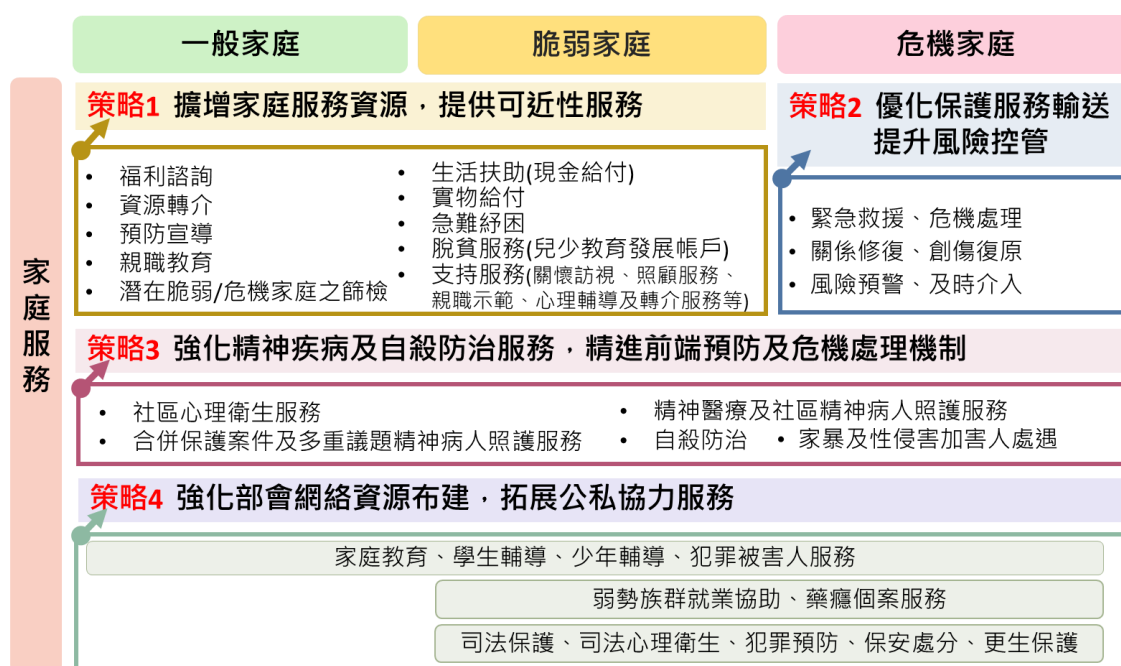 一般家庭
脆弱家庭
危機家庭
家庭服務
策略1 擴增家庭服務資源，提供可近性服務
• 福利諮詢
• 資源轉介
• 預防宣導
• 親職教育
• 潛在脆弱/危機家庭之篩檢
• 生活扶助(現金給付)
• 實物給付
• 急難紓困
• 脫貧服務(兒少教育發展帳戶)
• 支持服務(關懷訪視、照顧服務、
親職示範、心理輔導及轉介服務等)
策略2 優化保護服務輸送
提升風險控管
• 緊急救援、危機處理
• 關係修復、創傷復原
• 風險預警、及時介入
策略3 強化精神疾病及自殺防治服務，精進前端預防及危機處理機制
• 社區心理衛生服務
• 合併保護案件及多重議題精神病人照護服務
• 精神醫療及社區精神病人照護服務
• 自殺防治 • 家暴及性侵害加害人處遇
策略4 強化部會網絡資源布建，拓展公私協力服務
家庭教育、學生輔導、少年輔導、犯罪被害人服務
弱勢族群就業協助、藥癮個案服務
司法保護、司法心理衛生、犯罪預防、保安處分、更生保護